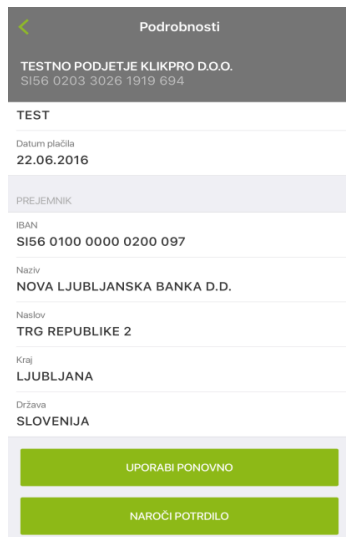 Podrobnosti
TESTNO PODJETJE KLIKPRO D.O.O.
SI56 0203 3026 1919 694
TEST
Datum plačila
22.06.2016
PREJEMNIK
IBAN
SI56 0100 0000 0200 097
Naziv
NOVA LJUBLJANSKA BANKA D.D.
Naslov
TRG REPUBLIKE 2
Kraj
LJUBLJANA
Država
SLOVENIJA
UPORABI PONOVNO
NAROČI POTRDILO